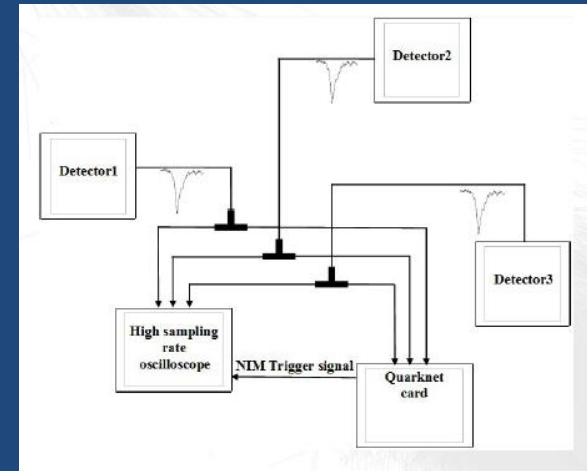 Detector2
Detector1
Detector3
High sampling
rate
oscilloscope
NIM Trigger signal
Quarknet
card